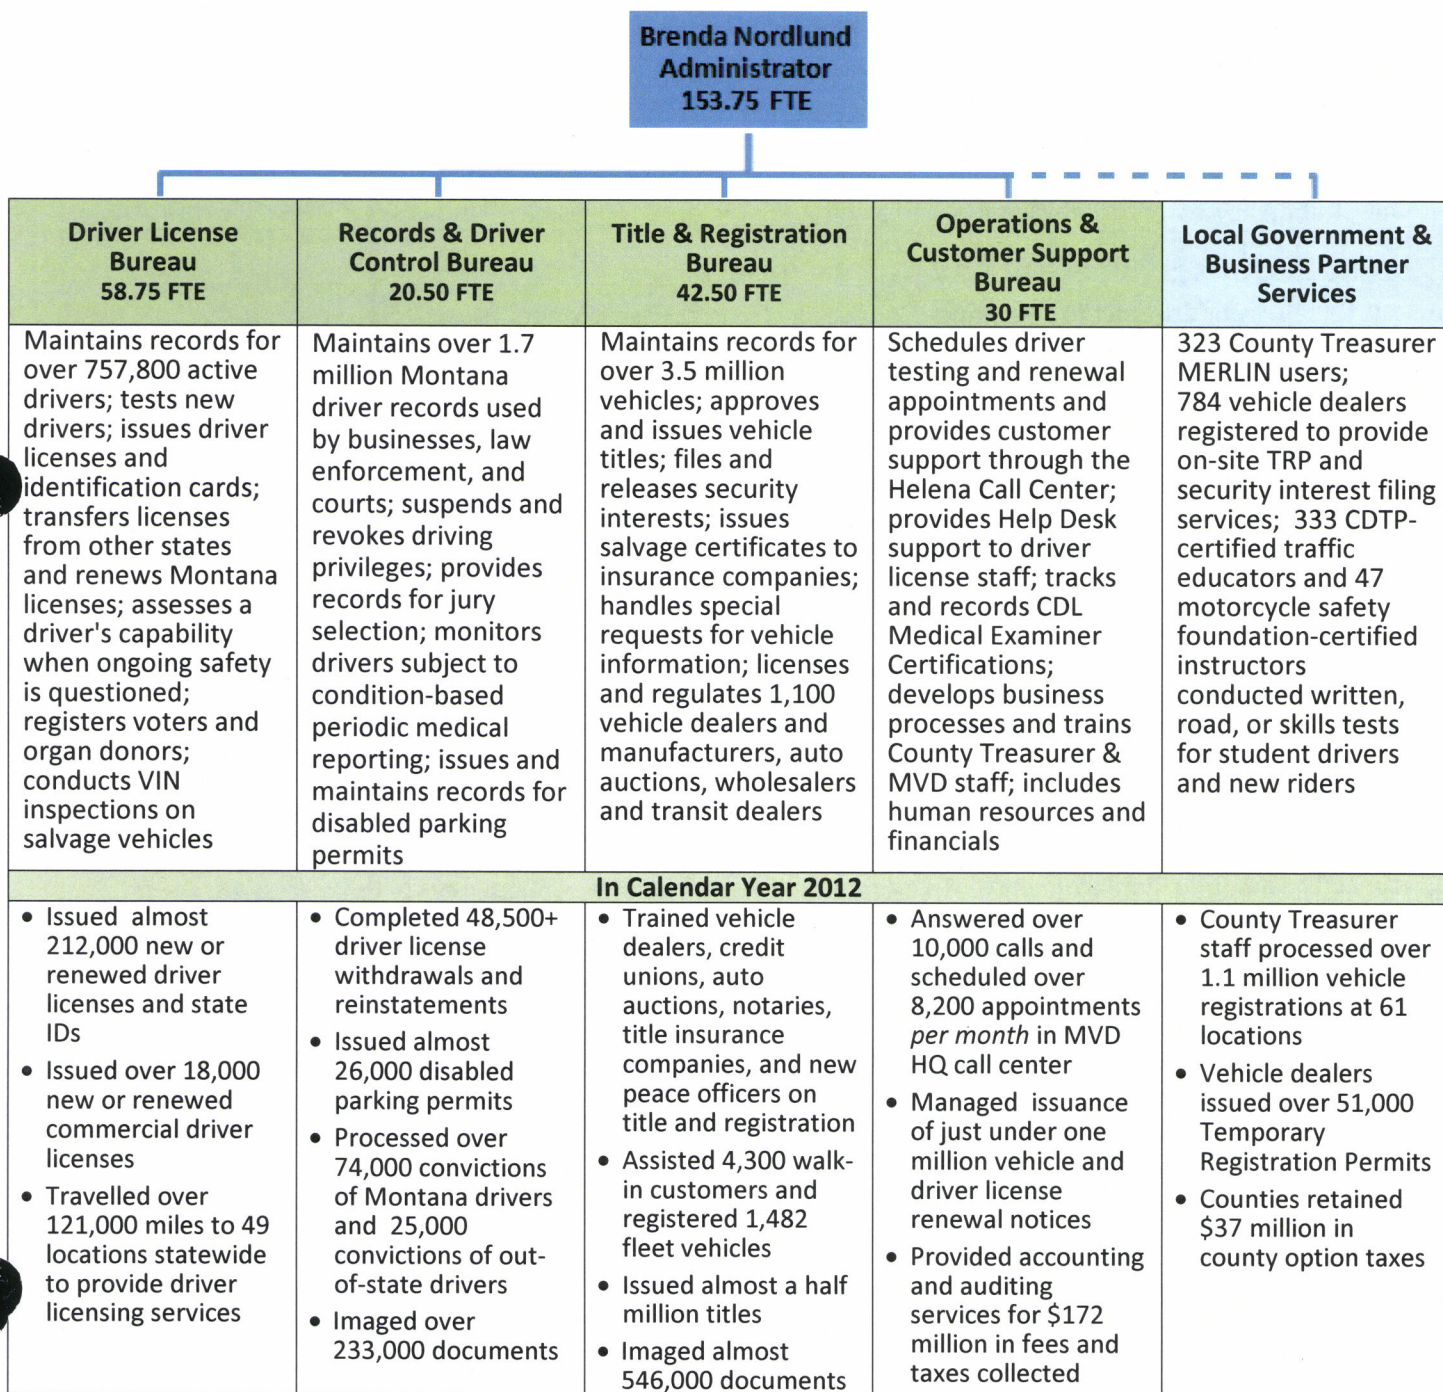 Brenda Nordlund
Administrator
153.75 FTE
Driver License
Bureau
58.75 FTE
Records & Driver
Control Bureau
20.50 FTE
Title & Registration
Bureau
42.50 FTE
Operations &
Customer Support
Bureau
30 FTE
Local Government &
Business Partner
Services
Maintains records for
over 757,800 active
drivers; tests new
drivers; issues driver
licenses and
identification cards;
transfers licenses
from other states
and renews Montana
licenses; assesses a
driver's capability
when ongoing safety
is questioned;
registers voters and
organ donors;
conducts VIN
inspections on
salvage vehicles
Maintains over 1.7
million Montana
driver records used
by businesses, law
enforcement, and
courts; suspends and
revokes driving
privileges; provides
records for jury
selection; monitors
drivers subject to
condition-based
periodic medical
reporting; issues and
maintains records for
disabled parking
permits
Maintains records for
over 3.5 million
vehicles; approves
and issues vehicle
titles; files and
releases security
interests; issues
salvage certificates to
insurance companies;
handles special
requests for vehicle
information; licenses
and regulates 1,100
vehicle dealers and
manufacturers, auto
auctions, wholesalers
and transit dealers
Schedules driver
testing and renewal
appointments and
provides customer
support through the
Helena Call Center;
provides Help Desk
support to driver
license staff; tracks
and records CDL
Medical Examiner
Certifications;
develops business
processes and trains
County Treasurer &
MVD staff; includes
human resources and
financials
323 County Treasurer
MERLIN users;
784 vehicle dealers
registered to provide
on-site TRP and
security interest filing
services; 333 CDTP-
certified traffic
educators and 47
motorcycle safety
foundation-certified
instructors
conducted written,
road, or skills tests
for student drivers
and new riders
In Calendar Year 2012
• Issued almost
212,000 new or
renewed driver
licenses and state
IDs
• Issued over 18,000
new or renewed
commercial driver
licenses
• Travelled over
121,000 miles to 49
locations statewide
to provide driver
licensing services
• Completed 48,500+
driver license
withdrawals and
reinstatements
• Issued almost
26,000 disabled
parking permits
• Processed over
74,000 convictions
of Montana drivers
and 25,000
convictions of out-
of-state drivers
• Imaged over
233,000 documents
• Trained vehicle
dealers, credit
unions, auto
auctions, notaries,
title insurance
companies, and new
peace officers on
title and registration
• Assisted 4,300 walk-
in customers and
registered 1,482
fleet vehicles
• Issued almost a half
million titles
• Imaged almost
546,000 documents
• Answered over
10,000 calls and
scheduled over
8,200 appointments
per month in MVD
HQ call center
• Managed issuance
of just under one
million vehicle and
driver license
renewal notices
• Provided accounting
and auditing
services for $172
million in fees and
taxes collected
• County Treasurer
staff processed over
1.1 million vehicle
registrations at 61
locations
• Vehicle dealers
issued over 51,000
Temporary
Registration Permits
• Counties retained
$37 million in
county option taxes